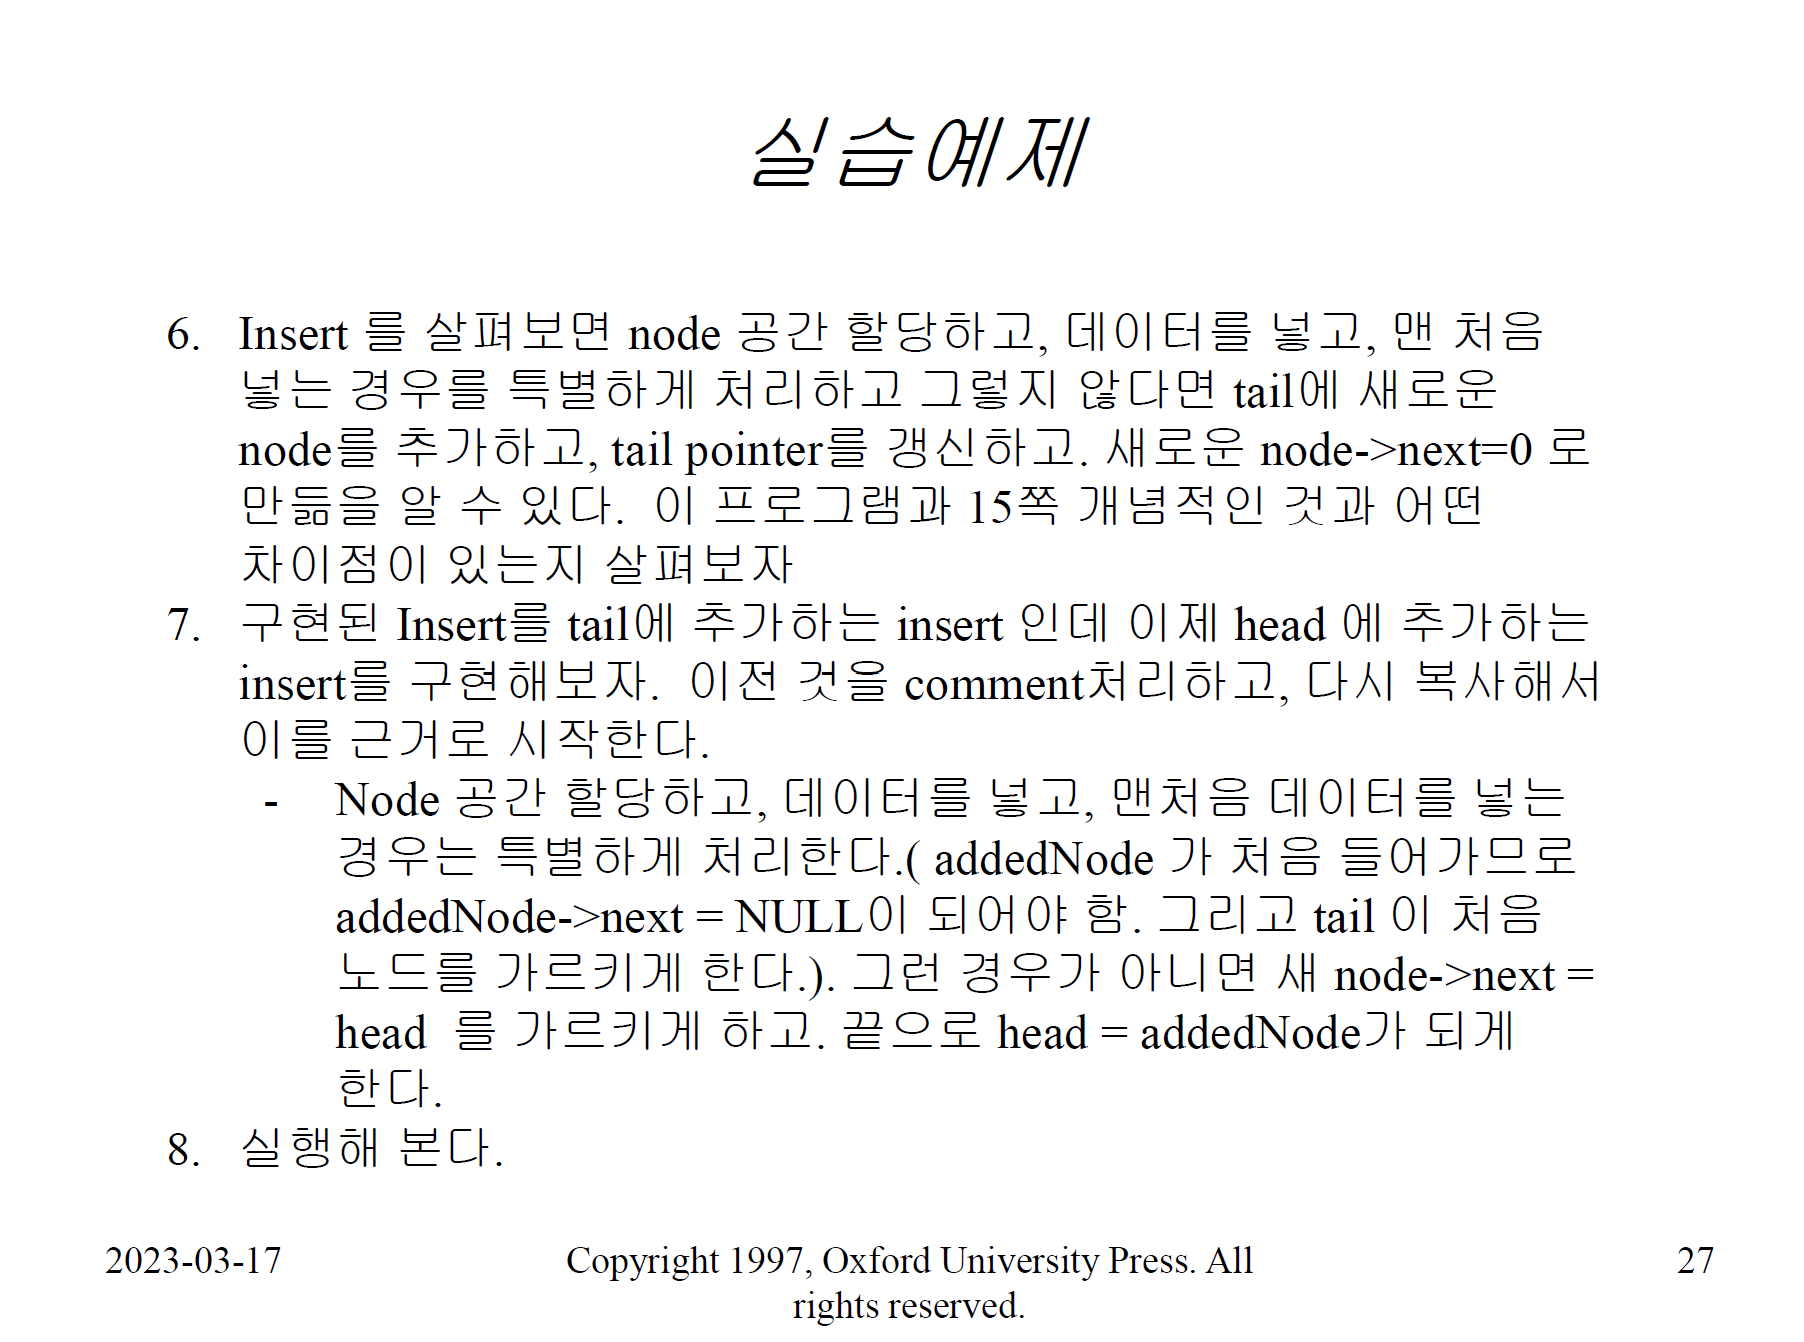 실습예제
6. Insert 를 살펴보면 node 공간 할당하고, 데이터를 넣고, 맨 처음
넣는 경우를 특별하게 처리하고 그렇지 않다면 tail에 새로운
node를 추가하고, tail pointer를 갱신하고. 새로운 node->next=0 로
만듦을 알 수 있다. 이 프로그램과 15쪽 개념적인 것과 어떤
차이점이 있는지 살펴보자
7. 구현된 Insert를 tail에 추가하는 insert 인데 이제 head 에 추가하는
insert를 구현해보자. 이전 것을 comment처리하고, 다시 복사해서
이를 근거로 시작한다.
- Node 공간 할당하고, 데이터를 넣고, 맨처음 데이터를 넣는
경우는 특별하게 처리한다.( addedNode 가 처음 들어가므로
addedNode->next = NULL이 되어야 함. 그리고 tail 이 처음
노드를 가르키게 한다.). 그런 경우가 아니면 새 node->next =
head 를 가르키게 하고. 끝으로 head = addedNode가 되게
한다.
8. 실행해 본다.
2023-03-17
Copyright 1997, Oxford University Press. All
rights reserved.
27